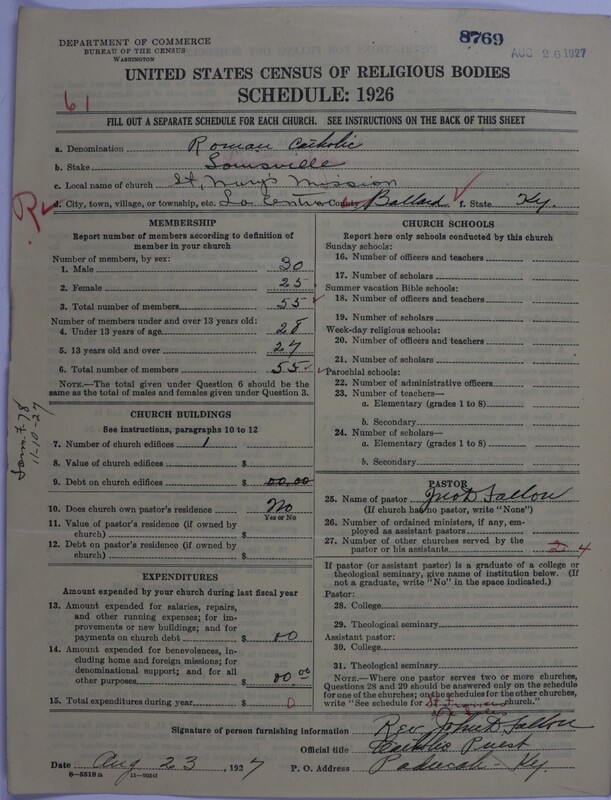 DEPARTMENT OF COMMERCE
BUREAU OF THE CENSUS
WASHINGTON
8769
AUG 26 1927
UNITED STATES CENSUS OF RELIGIOUS BODIES
SCHEDULE: 1926
61
FILL OUT A SEPARATE SCHEDULE FOR EACH CHURCH. SEE INSTRUCTIONS ON THE BACK OF THIS SHEET
a. Denomination Roman Catholic
b. Stake Louisville
c. Local name of church St. Mary's Mission
d. City, town, village, or township, etc. La Centra Ballard f. State Ky.
R
MEMBERSHIP
Report number of members according to definition of
member in your church
Number of members, by sex:
1. Male 30
2. Female 25
3. Total number of members 55
Number of members under and over 13 years old:
4. Under 13 years of age 28
5. 13 years old and over 27
6. Total number of members 55
NOTE.—The total given under Question 6 should be
same as the total of males and females given under Question 3.
11-10-27
CHURCH BUILDINGS
See instructions, paragraphs 10 to 12
7. Number of church edifices 1
8. Value of church edifices $
9. Debt on church edifices $ 00.00
10. Does church own pastor's residence No
Yes or No
11. Value of pastor's residence (if owned by
church) $
12. Debt on pastor's residence (if owned by
church) $
EXPENDITURES
Amount expended by your church during last fiscal year
13. Amount expended for salaries, repairs,
and other running expenses; for im-
provements or new buildings; and for
payments on church debt $ 00
14. Amount expended for benevolences, in-
cluding home and foreign missions; for
denominational support; and for all
other purposes $ 00 00
15. Total expenditures during year $ 0
CHURCH SCHOOLS
Report here only schools conducted by this church
Sunday schools:
16. Number of officers and teachers
17. Number of scholars
Summer vacation Bible schools:
18. Number of officers and teachers
19. Number of scholars
Week-day religious schools:
20. Number of officers and teachers
21. Number of scholars
Parochial schools:
22. Number of administrative officers
23. Number of teachers—
a. Elementary (grades 1 to 8)
b. Secondary
24. Number of scholars—
a. Elementary (grades 1 to 8)
b. Secondary
PASTOR
25. Name of pastor Jno D Fallon
(If church has no pastor, write "None")
26. Number of ordained ministers, if any, em-
ployed as assistant pastors
27. Number of other churches served by the
pastor or his assistants 2 4
If pastor (or assistant pastor) is a graduate of a college or
theological seminary, give name of institution below. (If
not a graduate, write "No" in the space indicated.)
Pastor:
28. College
29. Theological seminary
Assistant pastor:
30. College
31. Theological seminary
NOTE.—Where one pastor serves two or more churches,
Questions 28 and 29 should be answered only on the schedule
for one of the churches; on the schedules for the other churches,
write "See schedule for St. Francis church."
de Sales
Signature of person furnishing information Rev. John D Fallon
Official title Catholic Priest
Date Aug 23, 1927 P. O. Address Paducah - Ky.